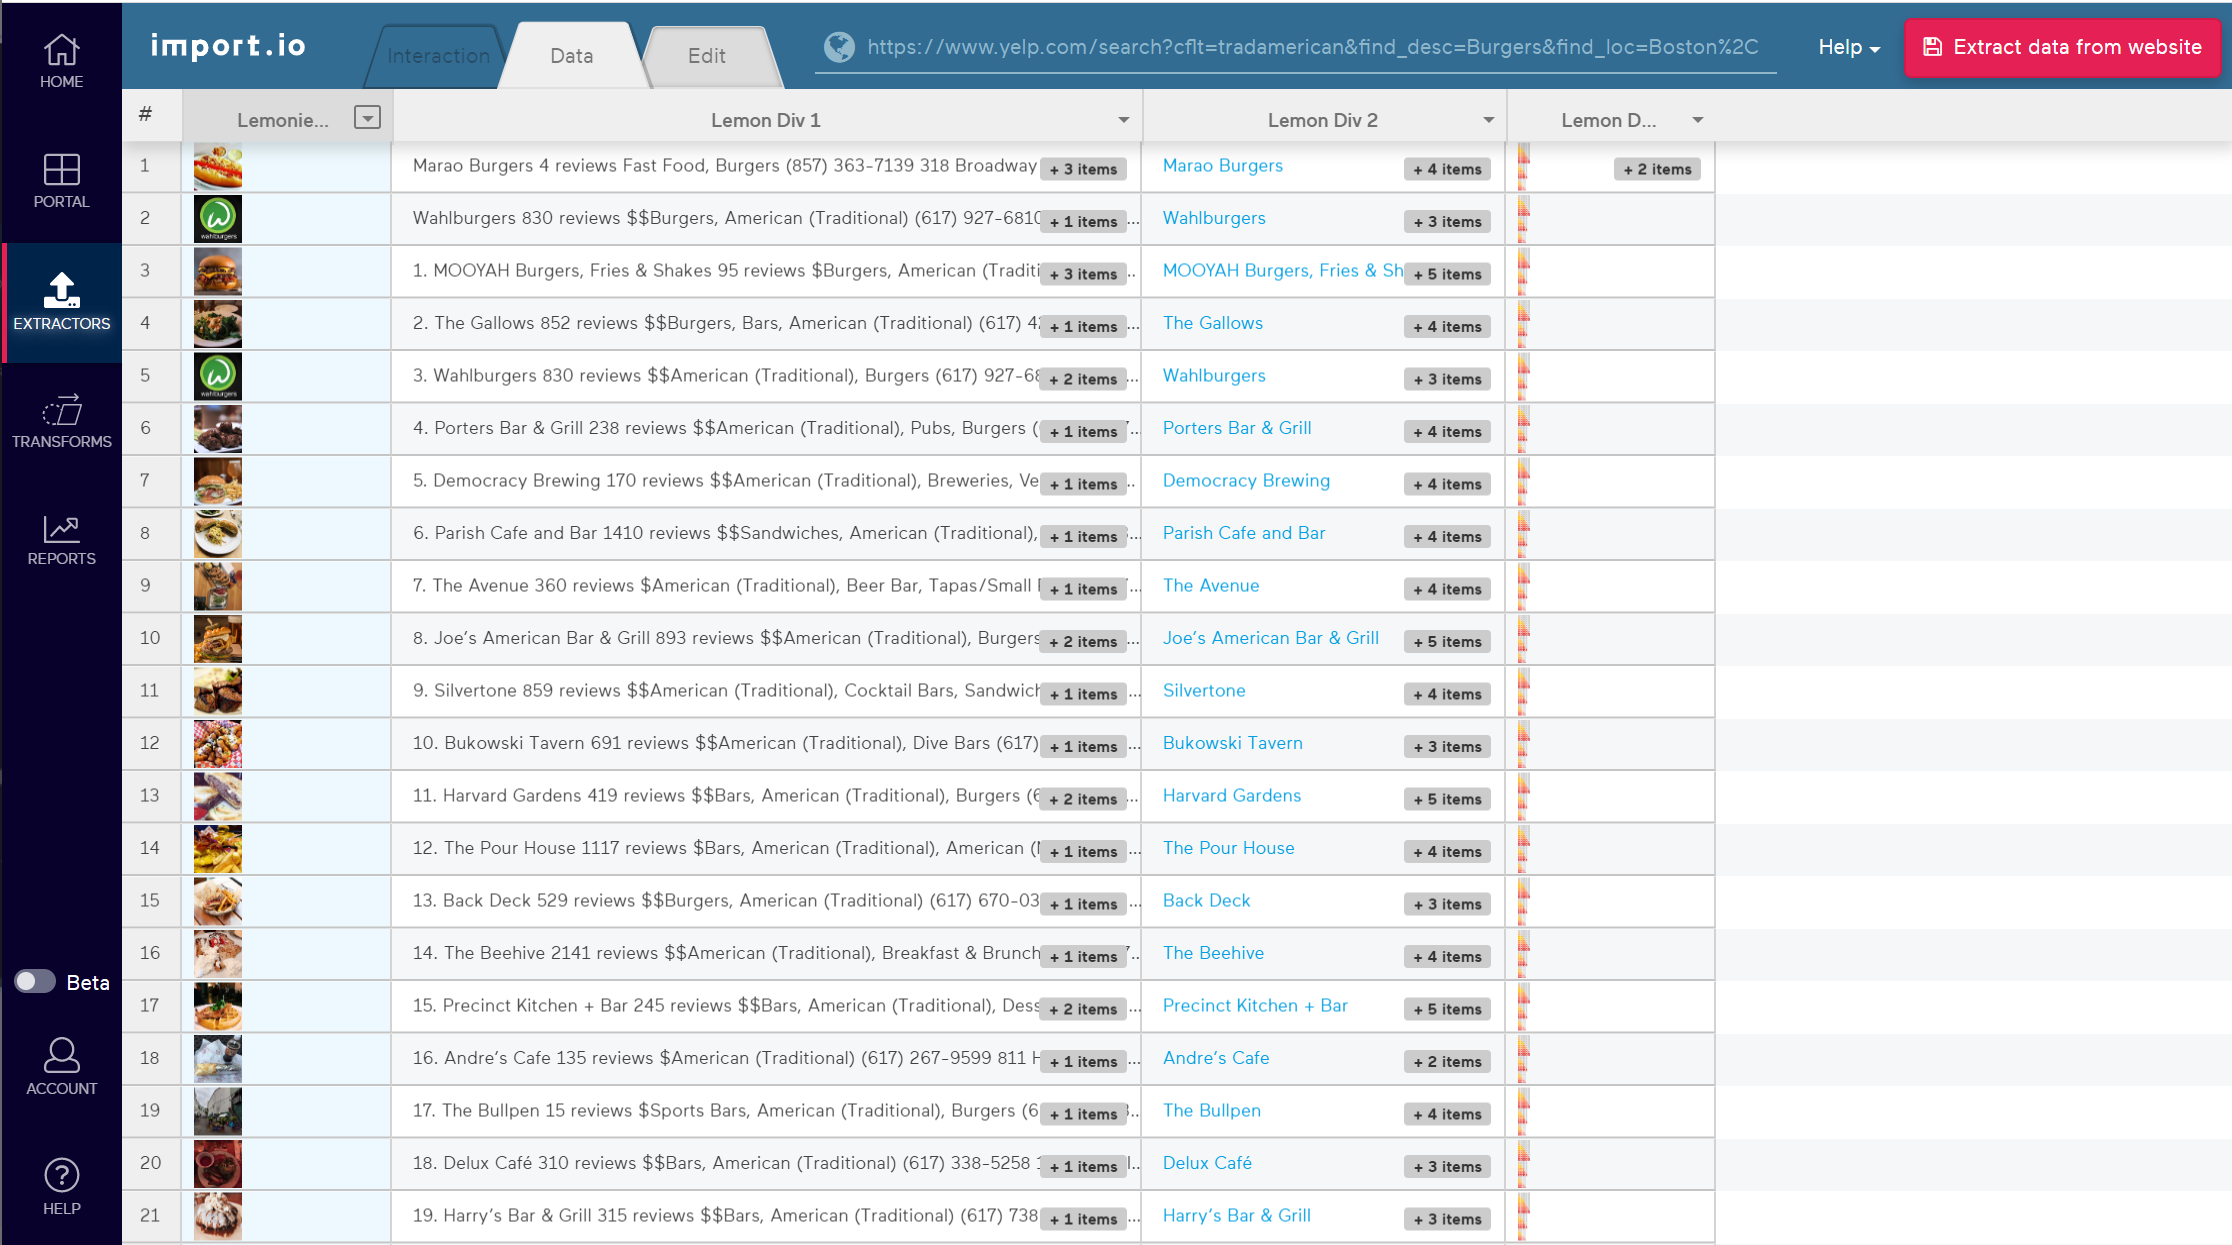 import.io
Interaction
Data
Edit
https://www.yelp.com/search?cflt=tradamerican&find_desc=Burgers&find_loc=Boston%2C
Help
Extract data from website
HOME
PORTAL
EXTRACTORS
TRANSFORMS
REPORTS
Beta
ACCOUNT
HELP
# Lemonie... Lemon Div 1 Lemon Div 2 Lemon D...
1 Marao Burgers 4 reviews Fast Food, Burgers (857) 363-7139 318 Broadway + 3 items Marao Burgers + 4 items + 2 items
2 wahlburgers Wahlburgers 830 reviews $$Burgers, American (Traditional) (617) 927-6810 + 1 items ... Wahlburgers + 3 items
3 1. MOOYAH Burgers, Fries & Shakes 95 reviews $Burgers, American (Traditi + 3 items .. MOOYAH Burgers, Fries & Sh + 5 items
4 2. The Gallows 852 reviews $$Burgers, Bars, American (Traditional) (617) 42 + 1 items ... The Gallows + 4 items
5 wahlburgers 3. Wahlburgers 830 reviews $$American (Traditional), Burgers (617) 927-68 + 2 items ... Wahlburgers + 3 items
6 4. Porters Bar & Grill 238 reviews $$American (Traditional), Pubs, Burgers ( + 1 items 7.. Porters Bar & Grill + 4 items
7 5. Democracy Brewing 170 reviews $$American (Traditional), Breweries, Ve + 1 items .. Democracy Brewing + 4 items
8 6. Parish Cafe and Bar 1410 reviews $$Sandwiches, American (Traditional), + 1 items ... Parish Cafe and Bar + 4 items
9 7. The Avenue 360 reviews $American (Traditional), Beer Bar, Tapas/Small + 1 items ... The Avenue + 4 items
10 8. Joe's American Bar & Grill 893 reviews $$American (Traditional), Burgers + 2 items ... Joe's American Bar & Grill + 5 items
11 9. Silvertone 859 reviews $$American (Traditional), Cocktail Bars, Sandwich + 1 items ... Silvertone + 4 items
12 10. Bukowski Tavern 691 reviews $$American (Traditional), Dive Bars (617) + 1 items ... Bukowski Tavern + 3 items
13 11. Harvard Gardens 419 reviews $$Bars, American (Traditional), Burgers (6 + 2 items ... Harvard Gardens + 5 items
14 12. The Pour House 1117 reviews $Bars, American (Traditional), American ( + 1 items ... The Pour House + 4 items
15 13. Back Deck 529 reviews $$Burgers, American (Traditional) (617) 670-03 + 1 items ... Back Deck + 3 items
16 14. The Beehive 2141 reviews $$American (Traditional), Breakfast & Brunch + 1 items 7.. The Beehive + 4 items
17 15. Precinct Kitchen + Bar 245 reviews $$Bars, American (Traditional), Dess + 2 items ... Precinct Kitchen + Bar + 5 items
18 16. Andre's Cafe 135 reviews $American (Traditional) (617) 267-9599 811 H + 1 items ... Andre's Cafe + 2 items
19 17. The Bullpen 15 reviews $Sports Bars, American (Traditional), Burgers (6 + 1 items .. The Bullpen + 4 items
20 18. Delux Café 310 reviews $$Bars, American (Traditional) (617) 338-5258 1 + 1 items l.. Delux Café + 3 items
21 19. Harry's Bar & Grill 315 reviews $$Bars, American (Traditional) (617) 738 + 1 items ... Harry's Bar & Grill + 3 items